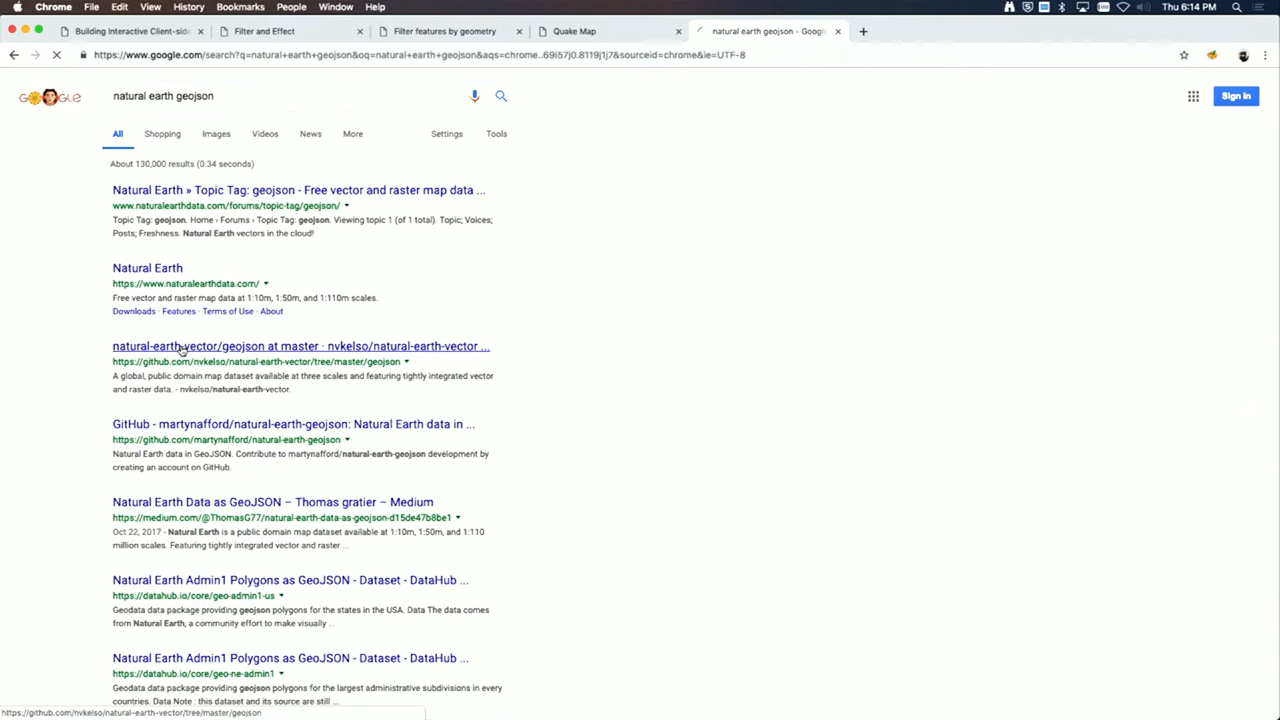 Chrome File Edit View History Bookmarks People Window Help Thu 6:14 PM
Building Interactive Client-side
Filter and Effect
Filter features by geometry
Quake Map
natural earth geojson - Google
https://www.google.com/search?q=natural+earth+geojson&oq=natural+earth+geojson&aqs=chrome..69i57j0.8119j1j7&sourceid=chrome&ie=UTF-8
natural earth geojson
Sign in
All Shopping Images Videos News More Settings Tools
About 130,000 results (0.34 seconds)
Natural Earth » Topic Tag: geojson - Free vector and raster map data ...
www.naturalearthdata.com/forums/topic-tag/geojson/
Topic Tag: geojson. Home › Forums › Topic Tag: geojson. Viewing topic 1 (of 1 total). Topic; Voices;
Posts; Freshness. Natural Earth vectors in the cloud!
Natural Earth
https://www.naturalearthdata.com/
Free vector and raster map data at 1:10m, 1:50m, and 1:110m scales.
Downloads · Features · Terms of Use · About
natural-earth-vector/geojson at master · nvkelso/natural-earth-vector ...
https://github.com/nvkelso/natural-earth-vector/tree/master/geojson
A global, public domain map dataset available at three scales and featuring tightly integrated vector
and raster data. - nvkelso/natural-earth-vector.
GitHub - martynafford/natural-earth-geojson: Natural Earth data in ...
https://github.com/martynafford/natural-earth-geojson
Natural Earth data in GeoJSON. Contribute to martynafford/natural-earth-geojson development by
creating an account on GitHub.
Natural Earth Data as GeoJSON – Thomas gratier – Medium
https://medium.com/@ThomasG77/natural-earth-data-as-geojson-d15de47b8be1
Oct 22, 2017 - Natural Earth is a public domain map dataset available at 1:10m, 1:50m, and 1:110
million scales. Featuring tightly integrated vector and raster ...
Natural Earth Admin1 Polygons as GeoJSON - Dataset - DataHub ...
https://datahub.io/core/geo-admin1-us
Geodata data package providing geojson polygons for the states in the USA. Data The data comes
from Natural Earth, a community effort to make visually ...
Natural Earth Admin1 Polygons as GeoJSON - Dataset - DataHub ...
https://datahub.io/core/geo-ne-admin1
Geodata data package providing geojson polygons for the largest administrative subdivisions in every
countries. Data Note : this dataset and its source are still ...
https://github.com/nvkelso/natural-earth-vector/tree/master/geojson